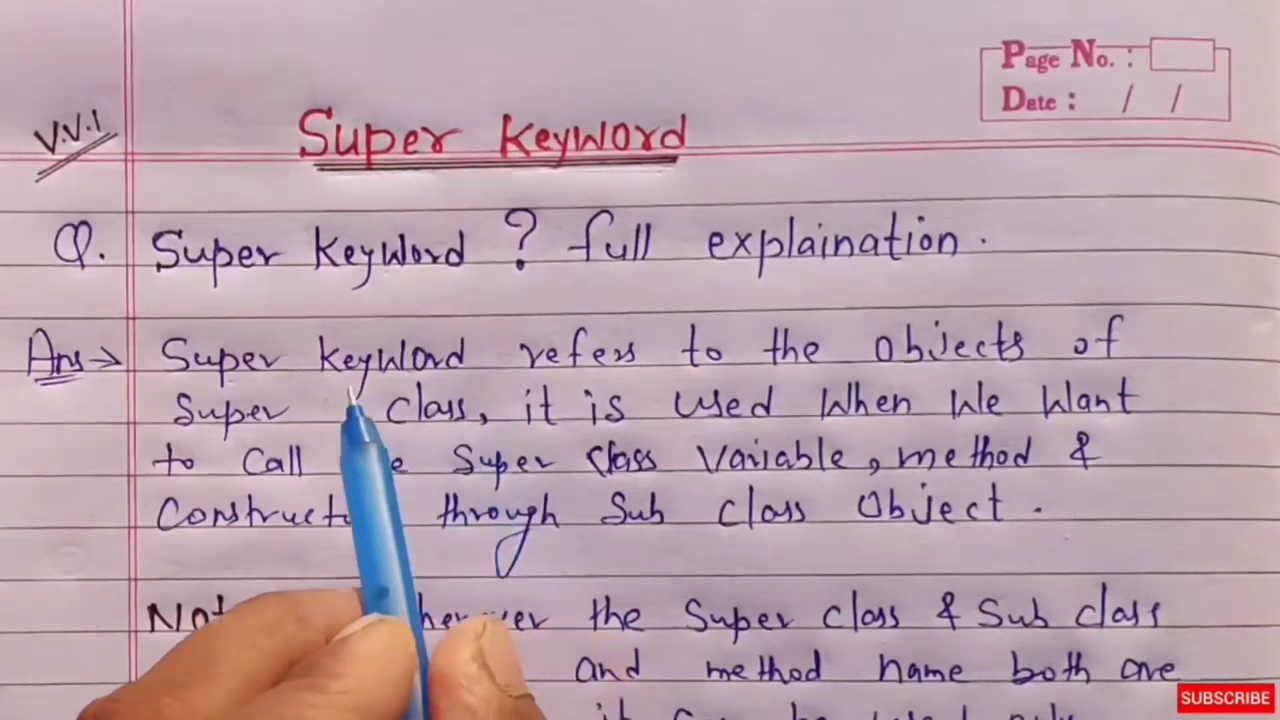 Page No. :
Date : / /
V.V.I
Super Keyword
Q. Super Keyword ? full explaination.
Ans→ Super Keyword refers to the objects of
Super class, it is used When We Want
to Call Super Class Variable, method &
through Sub class Object.
the Super class & Sub class
and method name both are
SUBSCRIBE